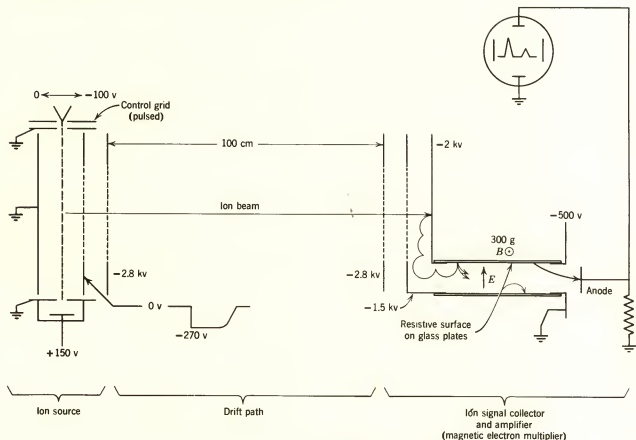 0
−100 v
Control grid
(pulsed)
100 cm
−2 kv
Ion beam
−500 v
300 g
B⊙
E
−2.8 kv
−2.8 kv
Anode
0 v
−1.5 kv
−270 v
Resistive surface
on glass plates
+150 v
Ion source
Drift path
Ion signal collector
and amplifier
(magnetic electron multiplier)